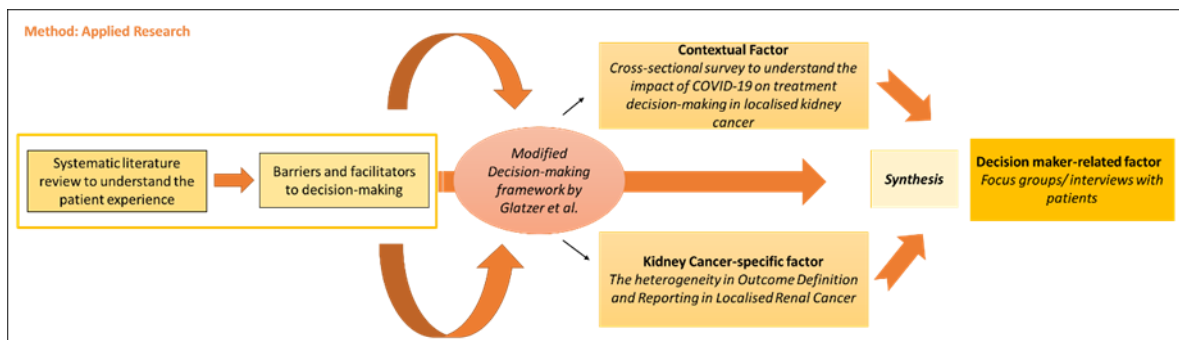 Method: Applied Research
Systematic literature
review to understand the
patient experience
Barriers and facilitators
to decision-making
Modified
Decision-making
framework by
Glatzer et al.
Contextual Factor
Cross-sectional survey to understand the
impact of COVID-19 on treatment
decision-making in localised kidney
cancer
Kidney Cancer-specific factor
The heterogeneity in Outcome Definition
and Reporting in Localised Renal Cancer
Synthesis
Decision maker-related factor
Focus groups/ interviews with
patients